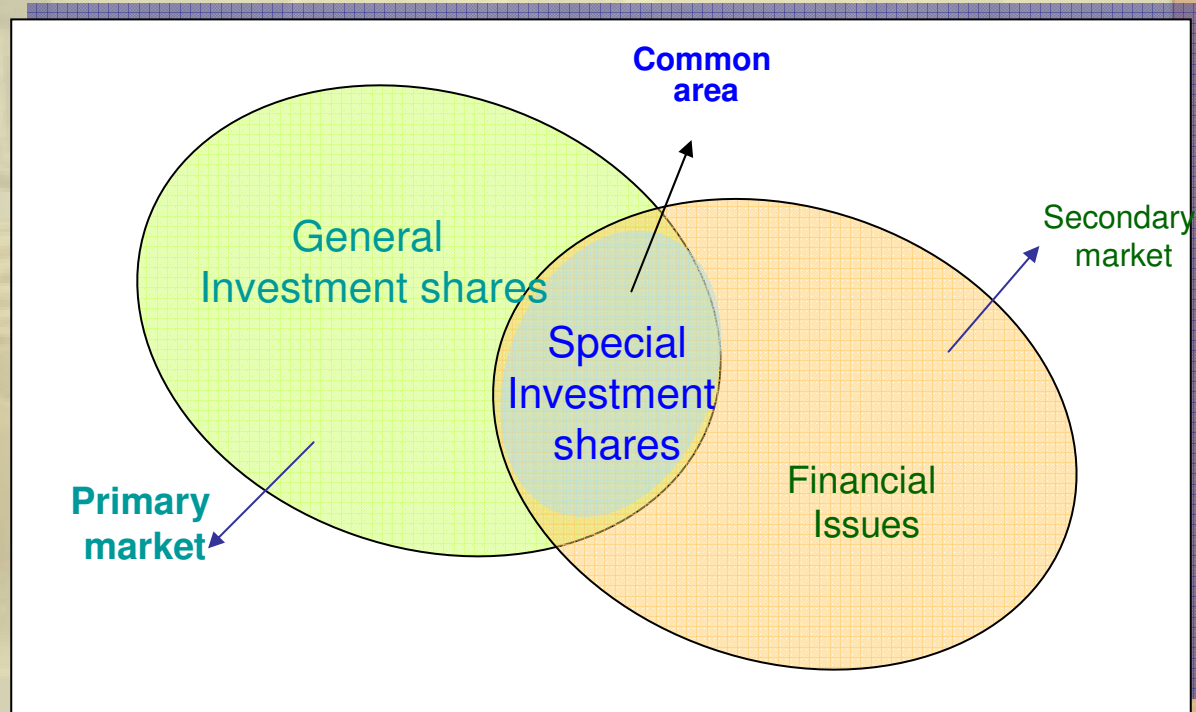 Common
area
General
Investment shares
Secondary
market
Special
Investment
shares
Financial
Issues
Primary
market